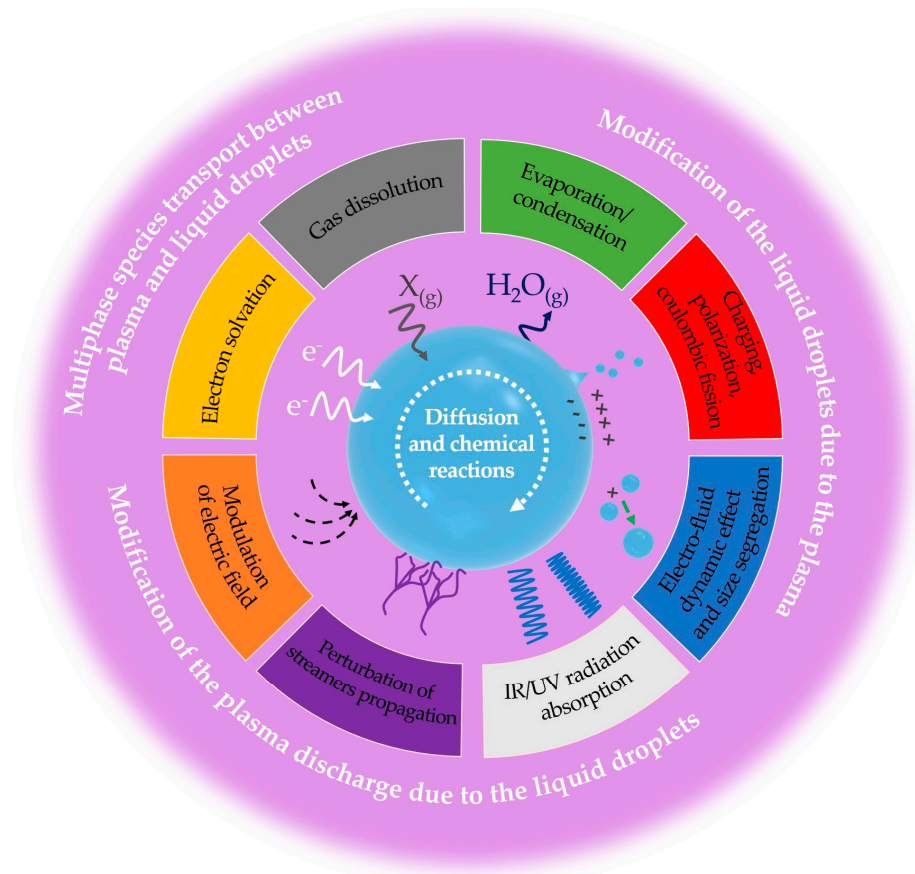 Multiphase species transport between
plasma and liquid droplets
Modification of the liquid droplets due to the plasma
Modification of the plasma discharge due to the liquid droplets
Gas dissolution
Evaporation/
condensation
Charging,
polarization,
coulombic fission
Electro-fluid
dynamic effect
and size segregation
IR/UV radiation
absorption
Perturbation of
streamers propagation
Modulation
of electric field
Electron solvation
X(g)
H₂O(g)
e⁻
e⁻
- - - -
+ + + +
+
Diffusion
and chemical
reactions